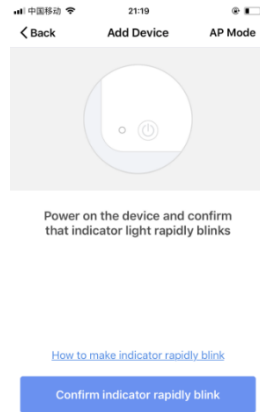 中国移动 21:19
Back Add Device AP Mode
Power on the device and confirm
that indicator light rapidly blinks
How to make indicator rapidly blink
Confirm indicator rapidly blink